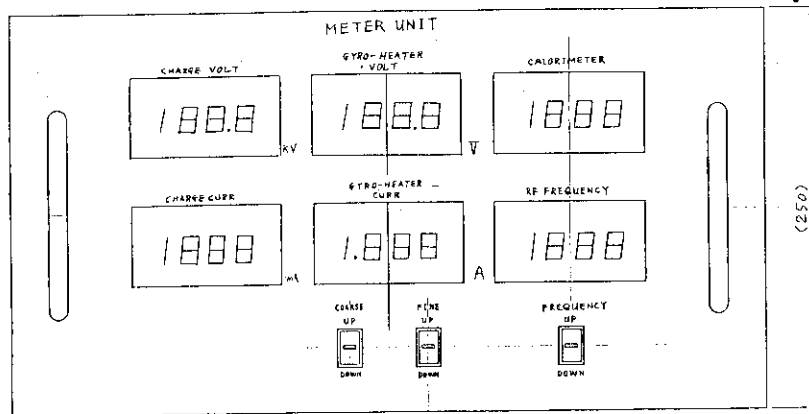 METER UNIT
CHARGE VOLT
GYRO-HEATER
VOLT
CALORIMETER
188.8
188.8
1888
KV
V
CHARGE CURR
GYRO-HEATER
CURR
RF FREQUENCY
1888
1.888
1888
mA
A
(250)
COARSE
UP
FINE
UP
FREQUENCY
UP
DOWN
DOWN
DOWN